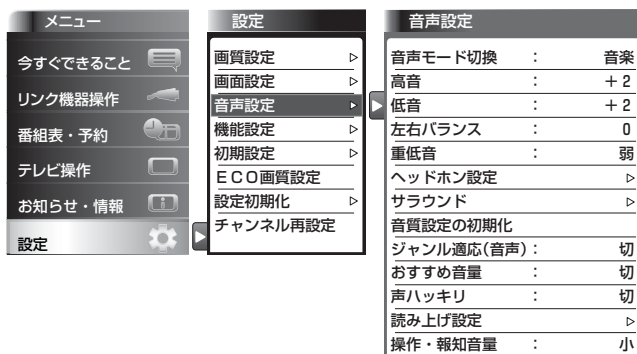 メニュー
今すぐできること
リンク機器操作
番組表・予約
テレビ操作
お知らせ・情報
設定
設定
画質設定
画面設定
音声設定
機能設定
初期設定
ECO画質設定
設定初期化
チャンネル再設定
音声設定
音声モード切換 : 音楽
高音 : +2
低音 : +2
左右バランス : 0
重低音 : 弱
ヘッドホン設定
サラウンド
音質設定の初期化
ジャンル適応(音声) : 切
おすすめ音量 : 切
声ハッキリ : 切
読み上げ設定
操作・報知音量 : 小